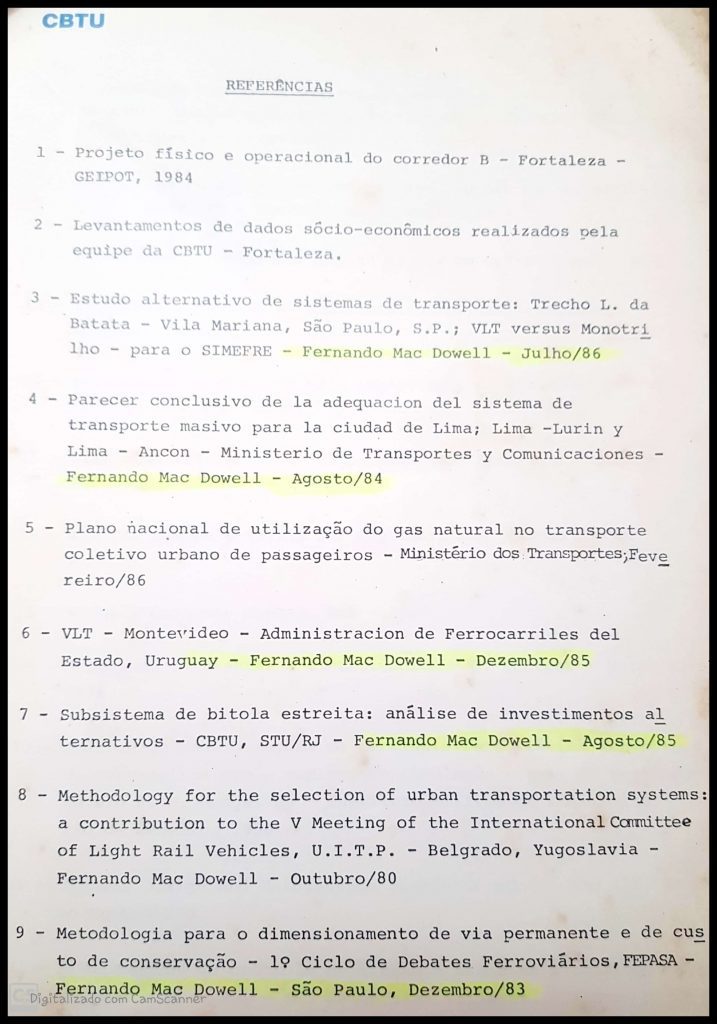 CBTU
REFERÊNCIAS
1 - Projeto físico e operacional do corredor B - Fortaleza -
GEIPOT, 1984
2 - Levantamentos de dados sócio-econômicos realizados pela
equipe da CBTU - Fortaleza.
3 - Estudo alternativo de sistemas de transporte: Trecho L. da
Batata - Vila Mariana, São Paulo, S.P.; VLT versus Monotri
lho - para o SIMEFRE - Fernando Mac Dowell - Julho/86
4 - Parecer conclusivo de la adequacion del sistema de
transporte masivo para la ciudad de Lima; Lima -Lurin y
Lima - Ancon - Ministerio de Transportes y Comunicaciones -
Fernando Mac Dowell - Agosto/84
5 - Plano nacional de utilização do gas natural no transporte
coletivo urbano de passageiros - Ministério dos Transportes;Feve
reiro/86
6 - VLT - Montevideo - Administracion de Ferrocarriles del
Estado, Uruguay - Fernando Mac Dowell - Dezembro/85
7 - Subsistema de bitola estreita: análise de investimentos al
ternativos - CBTU, STU/RJ - Fernando Mac Dowell - Agosto/85
8 - Methodology for the selection of urban transportation systems:
a contribution to the V Meeting of the International Committee
of Light Rail Vehicles, U.I.T.P. - Belgrado, Yugoslavia -
Fernando Mac Dowell - Outubro/80
9 - Metodologia para o dimensionamento de via permanente e de cus
to de conservação - 1º Ciclo de Debates Ferroviários, FEPASA -
Fernando Mac Dowell - São Paulo, Dezembro/83
CS Digitalizado com CamScanner